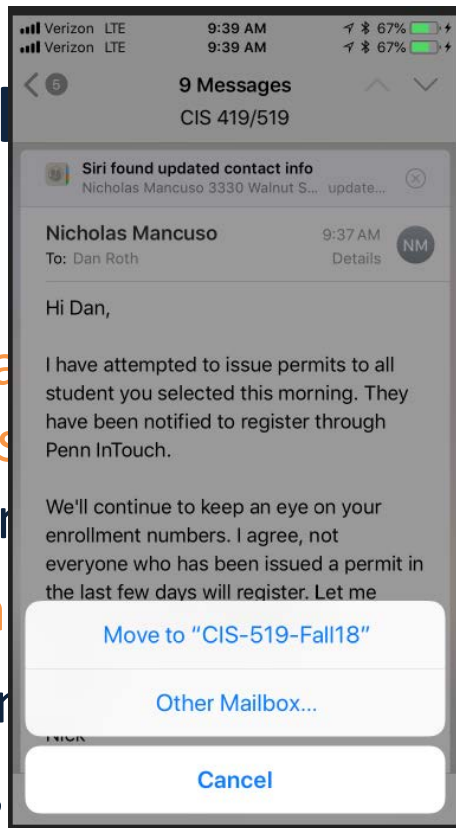 Verizon LTE 9:39 AM 67%
Verizon LTE 9:39 AM 67%
5 9 Messages
CIS 419/519
Siri found updated contact info
Nicholas Mancuso 3330 Walnut S... update...
Nicholas Mancuso 9:37 AM NM
To: Dan Roth Details
Hi Dan,
I have attempted to issue permits to all
student you selected this morning. They
have been notified to register through
Penn InTouch.
We'll continue to keep an eye on your
enrollment numbers. I agree, not
everyone who has been issued a permit in
the last few days will register. Let me
Move to “CIS-519-Fall18”
Other Mailbox...
Nick
Cancel